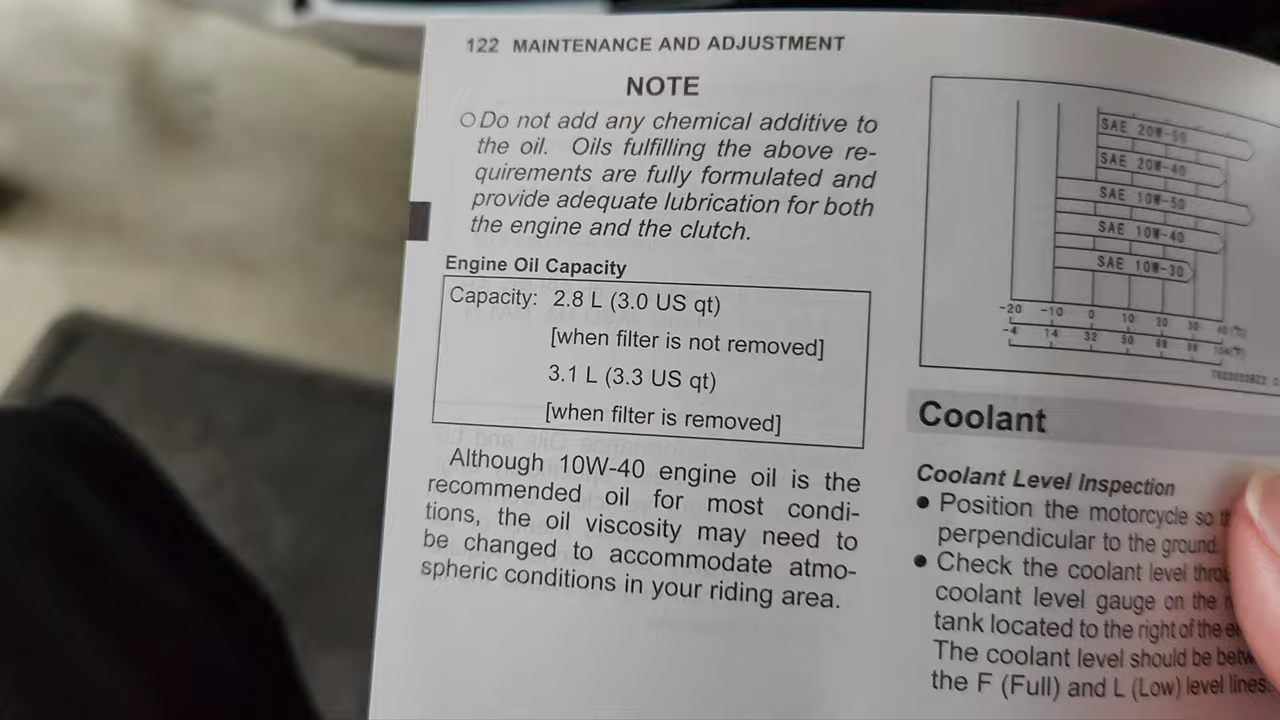 122 MAINTENANCE AND ADJUSTMENT
NOTE
○ Do not add any chemical additive to
the oil. Oils fulfilling the above re-
quirements are fully formulated and
provide adequate lubrication for both
the engine and the clutch.
Engine Oil Capacity
Capacity: 2.8 L (3.0 US qt)
[when filter is not removed]
3.1 L (3.3 US qt)
[when filter is removed]
Although 10W-40 engine oil is the
recommended oil for most condi-
tions, the oil viscosity may need to
be changed to accommodate atmo-
spheric conditions in your riding area.
SAE 20W-50
SAE 20W-40
SAE 10W-50
SAE 10W-40
SAE 10W-30
-20 -10 0 10 20 30 40 (°C)
-4 14 32 50 68 86 104 (°F)
Coolant
Coolant Level Inspection
● Position the motorcycle so
perpendicular to the ground.
● Check the coolant level
coolant level gauge on the
tank located to the right of the
The coolant level should be
the F (Full) and L (Low) level lines.